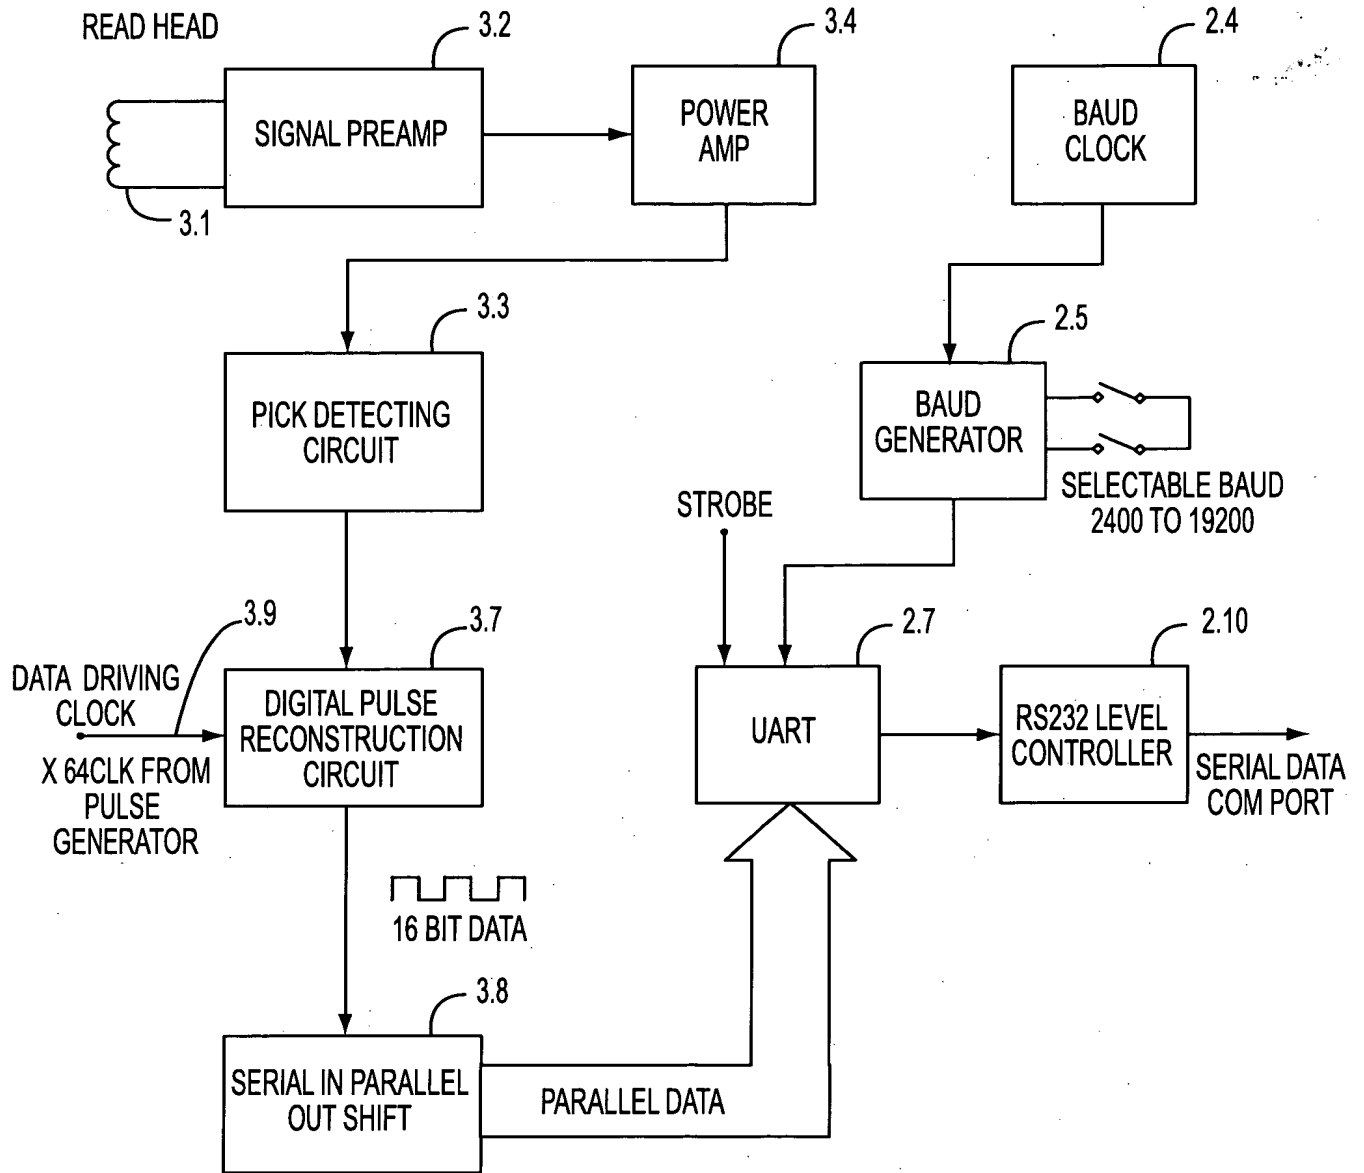 READ HEAD
3.2
3.4
2.4
SIGNAL PREAMP
POWER
AMP
BAUD
CLOCK
3.1
3.3
2.5
PICK DETECTING
CIRCUIT
BAUD
GENERATOR
SELECTABLE BAUD
2400 TO 19200
STROBE
3.9
3.7
2.7
2.10
DATA DRIVING
CLOCK
X 64CLK FROM
PULSE
GENERATOR
DIGITAL PULSE
RECONSTRUCTION
CIRCUIT
UART
RS232 LEVEL
CONTROLLER
SERIAL DATA
COM PORT
16 BIT DATA
3.8
SERIAL IN PARALLEL
OUT SHIFT
PARALLEL DATA